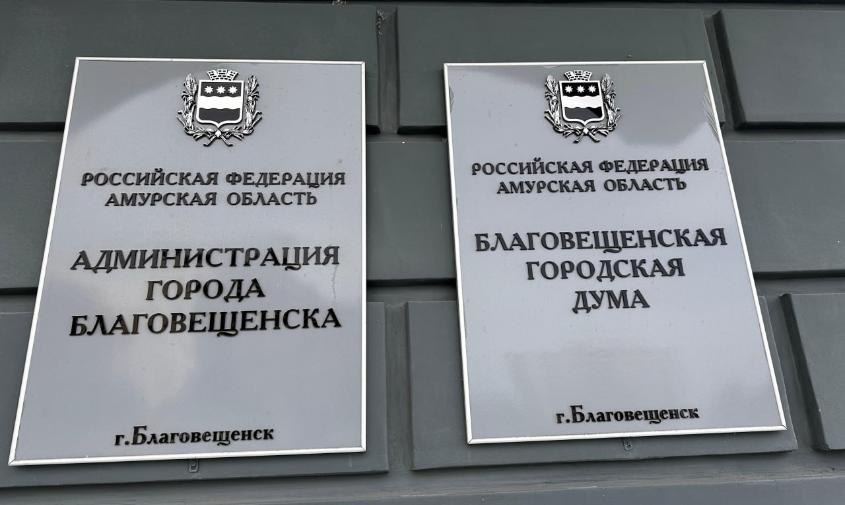 РОССИЙСКАЯ ФЕДЕРАЦИЯ
АМУРСКАЯ ОБЛАСТЬ
АДМИНИСТРАЦИЯ
ГОРОДА
БЛАГОВЕЩЕНСКА
г.Благовещенск
РОССИЙСКАЯ ФЕДЕРАЦИЯ
АМУРСКАЯ ОБЛАСТЬ
БЛАГОВЕЩЕНСКАЯ
ГОРОДСКАЯ
ДУМА
г.Благовещенск